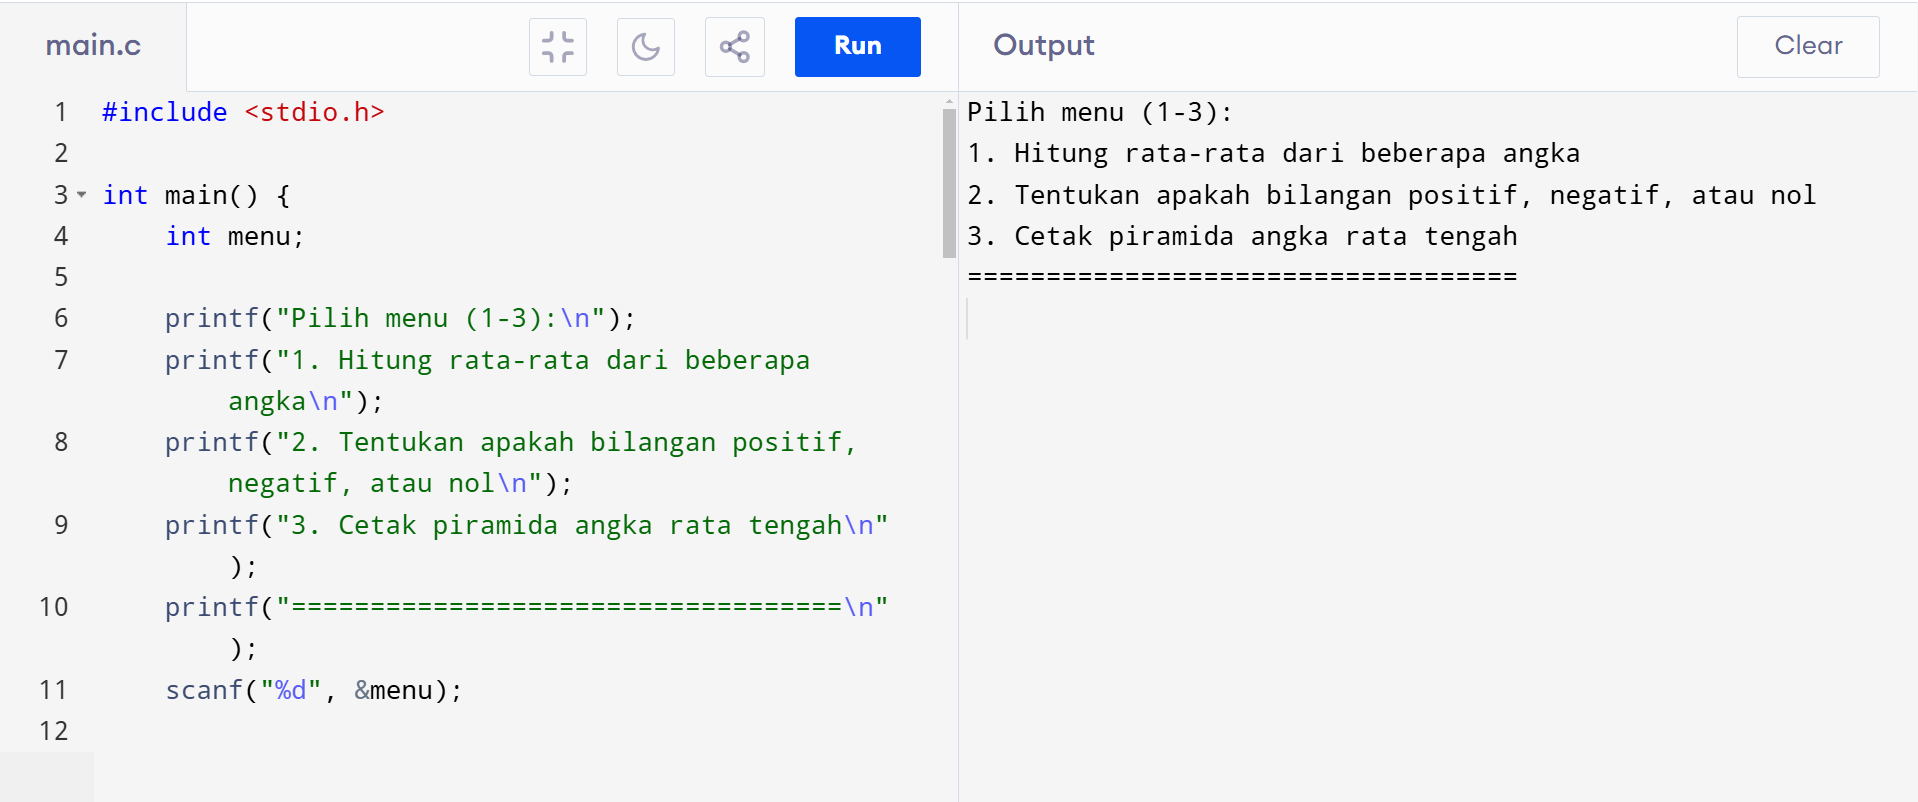 main.c
Run
Output
Clear
1 #include <stdio.h>
2
3 int main() {
4 int menu;
5
6 printf("Pilih menu (1-3):\n");
7 printf("1. Hitung rata-rata dari beberapa
angka\n");
8 printf("2. Tentukan apakah bilangan positif,
negatif, atau nol\n");
9 printf("3. Cetak piramida angka rata tengah\n"
);
10 printf("===================================\n"
);
11 scanf("%d", &menu);
12
Pilih menu (1-3):
1. Hitung rata-rata dari beberapa angka
2. Tentukan apakah bilangan positif, negatif, atau nol
3. Cetak piramida angka rata tengah
===================================